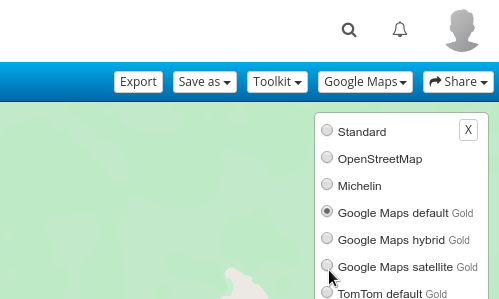 Export Save as Toolkit Google Maps Share
Standard X
OpenStreetMap
Michelin
Google Maps default Gold
Google Maps hybrid Gold
Google Maps satellite Gold
TomTom default Gold